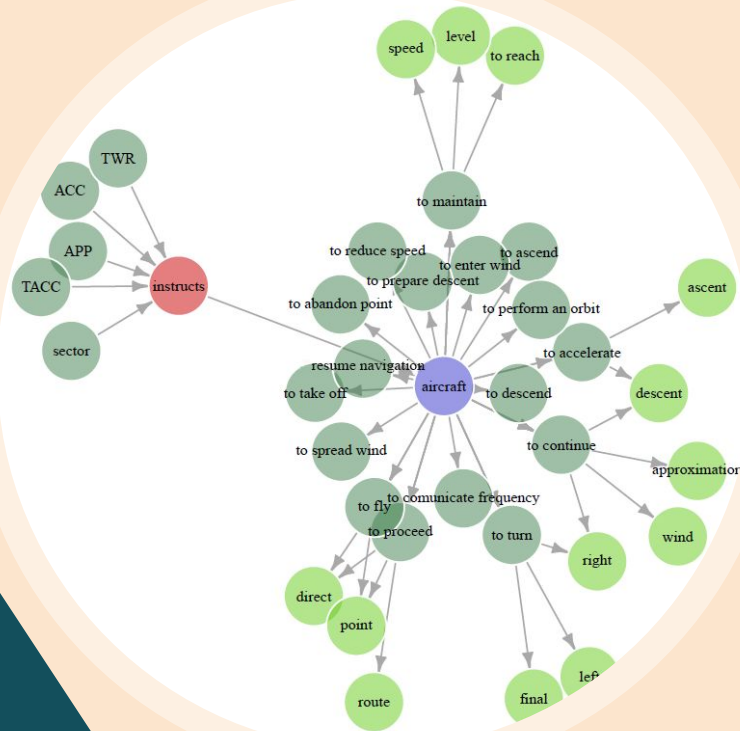 speed
level
to reach
TWR
ACC
to maintain
APP
to reduce speed
to enter wind
to ascend
TACC
instructs
to prepare descent
ascent
to abandon point
to perform an orbit
sector
to accelerate
resume navigation
aircraft
to take off
to descend
descent
to spread wind
to continue
approximation
to fly
to comunicate frequency
to proceed
to turn
wind
right
direct
point
left
route
final